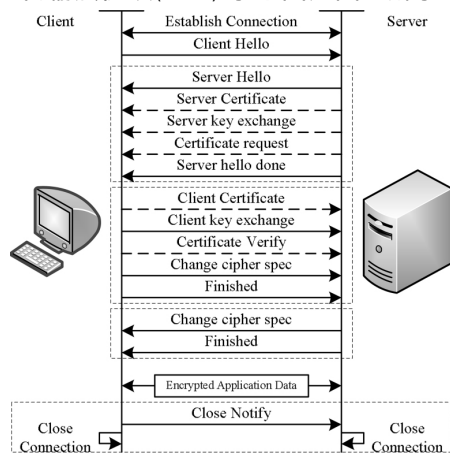 Client
Server
Establish Connection
Client Hello
Server Hello
Server Certificate
Server key exchange
Certificate request
Server hello done
Client Certificate
Client key exchange
Certificate Verify
Change cipher spec
Finished
Change cipher spec
Finished
Encrypted Application Data
Close Notify
Close
Connection
Close
Connection